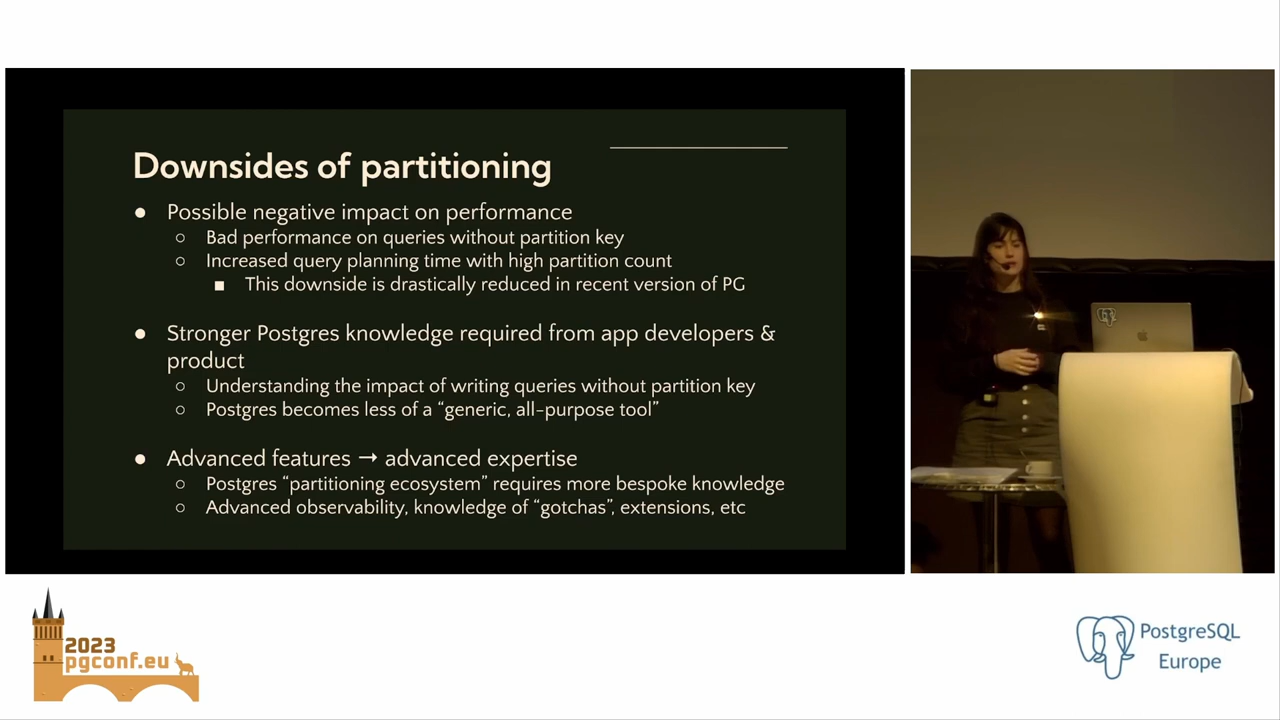 Downsides of partitioning
● Possible negative impact on performance
○ Bad performance on queries without partition key
○ Increased query planning time with high partition count
■ This downside is drastically reduced in recent version of PG
● Stronger Postgres knowledge required from app developers &
product
○ Understanding the impact of writing queries without partition key
○ Postgres becomes less of a “generic, all-purpose tool”
● Advanced features → advanced expertise
○ Postgres “partitioning ecosystem” requires more bespoke knowledge
○ Advanced observability, knowledge of “gotchas”, extensions, etc
2023
pgconf.eu
PostgreSQL
Europe